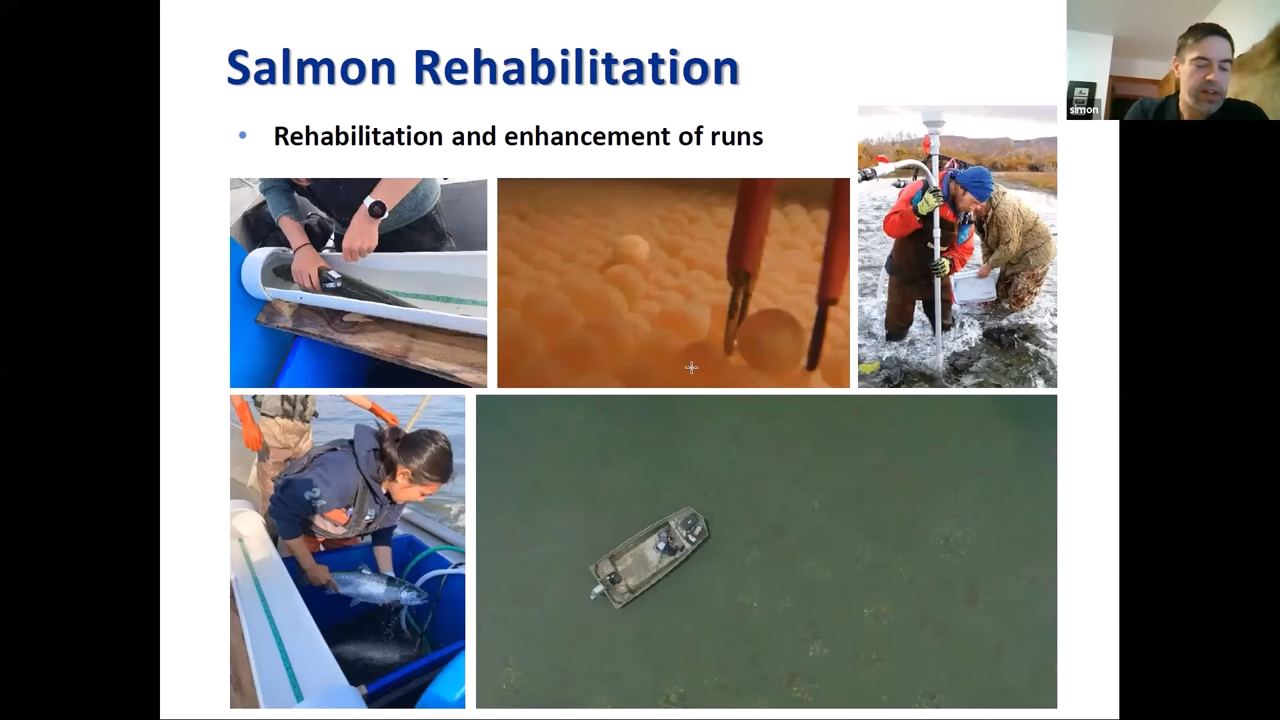 Salmon Rehabilitation
• Rehabilitation and enhancement of runs
simon